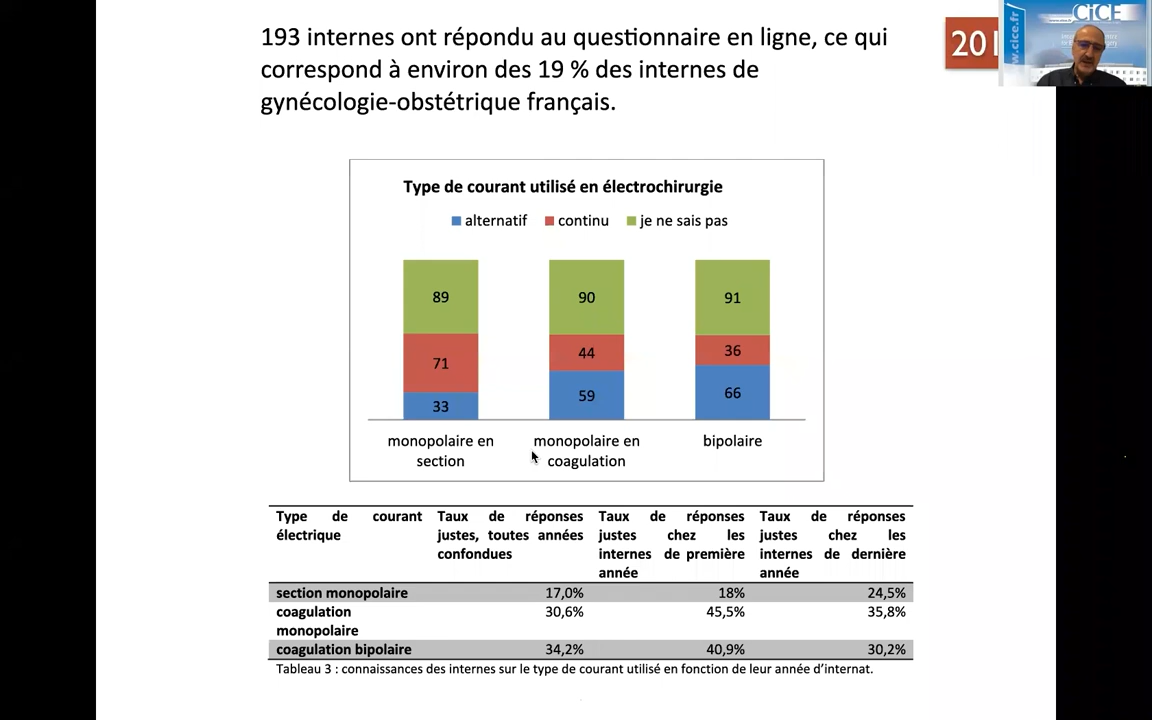 193 internes ont répondu au questionnaire en ligne, ce qui
correspond à environ des 19 % des internes de
gynécologie-obstétrique français.
20
CICE
www.cice.fr
Type de courant utilisé en électrochirurgie
alternatif continu je ne sais pas
89 90 91
71 44 36
33 59 66
monopolaire en monopolaire en bipolaire
section coagulation
Type de courant Taux de réponses Taux de réponses Taux de réponses
électrique justes, toutes années justes chez les justes chez les
confondues internes de première internes de dernière
année année
section monopolaire 17,0% 18% 24,5%
coagulation 30,6% 45,5% 35,8%
monopolaire
coagulation bipolaire 34,2% 40,9% 30,2%
Tableau 3 : connaissances des internes sur le type de courant utilisé en fonction de leur année d'internat.